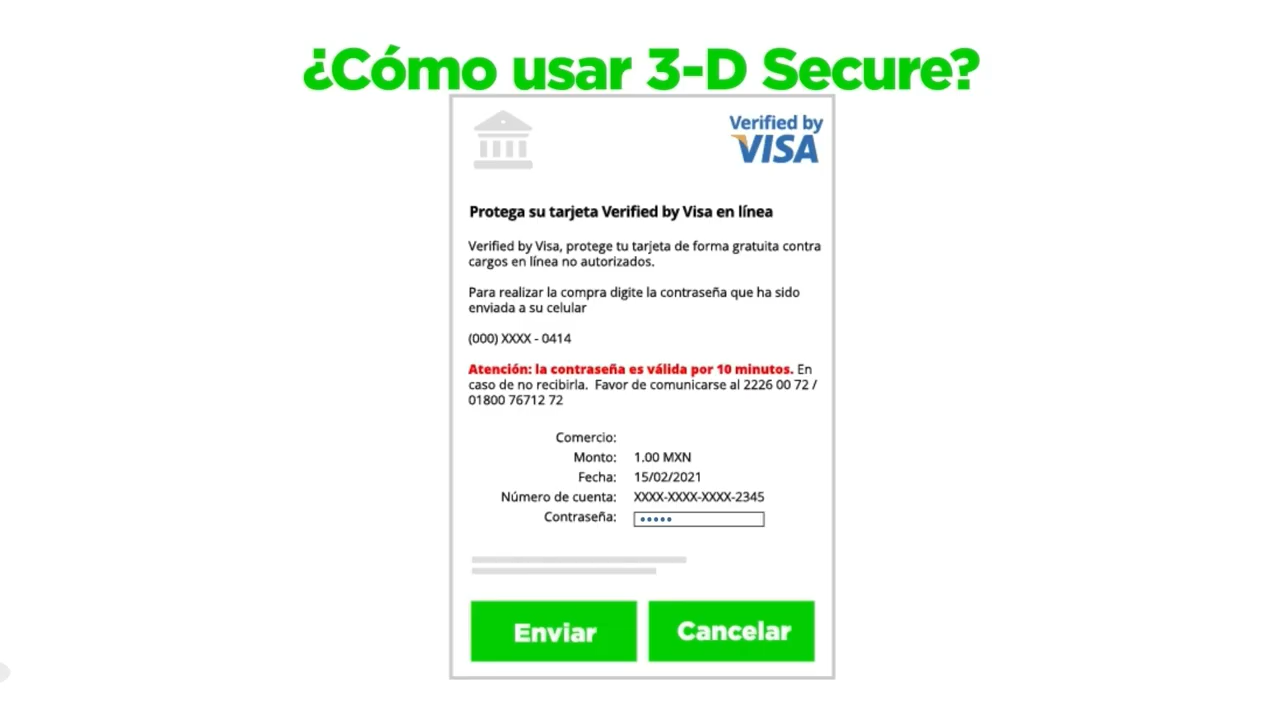 ¿Cómo usar 3-D Secure?
Verified by
VISA
Protega su tarjeta Verified by Visa en línea
Verified by Visa, protege tu tarjeta de forma gratuita contra
cargos en línea no autorizados.
Para realizar la compra digite la contraseña que ha sido
enviada a su celular
(000) XXXX - 0414
Atención: la contraseña es válida por 10 minutos. En
caso de no recibirla. Favor de comunicarse al 2226 00 72 /
01800 76712 72
Comercio:
Monto: 1.00 MXN
Fecha: 15/02/2021
Número de cuenta: XXXX-XXXX-XXXX-2345
Contraseña: •••••
Enviar
Cancelar